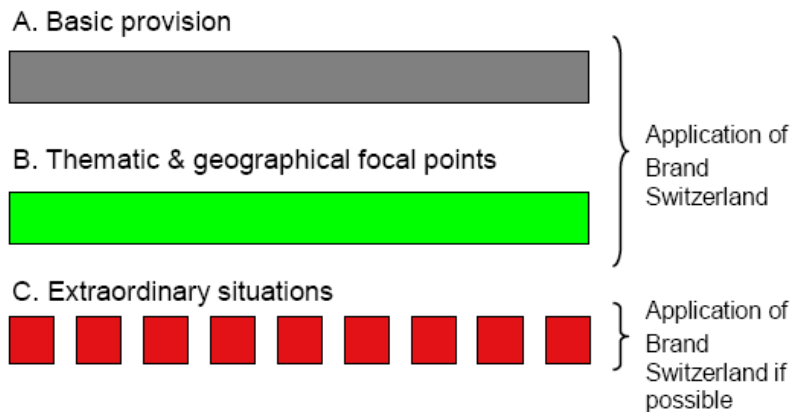 A. Basic provision
B. Thematic & geographical focal points
Application of
Brand
Switzerland
C. Extraordinary situations
Application of
Brand
Switzerland if
possible